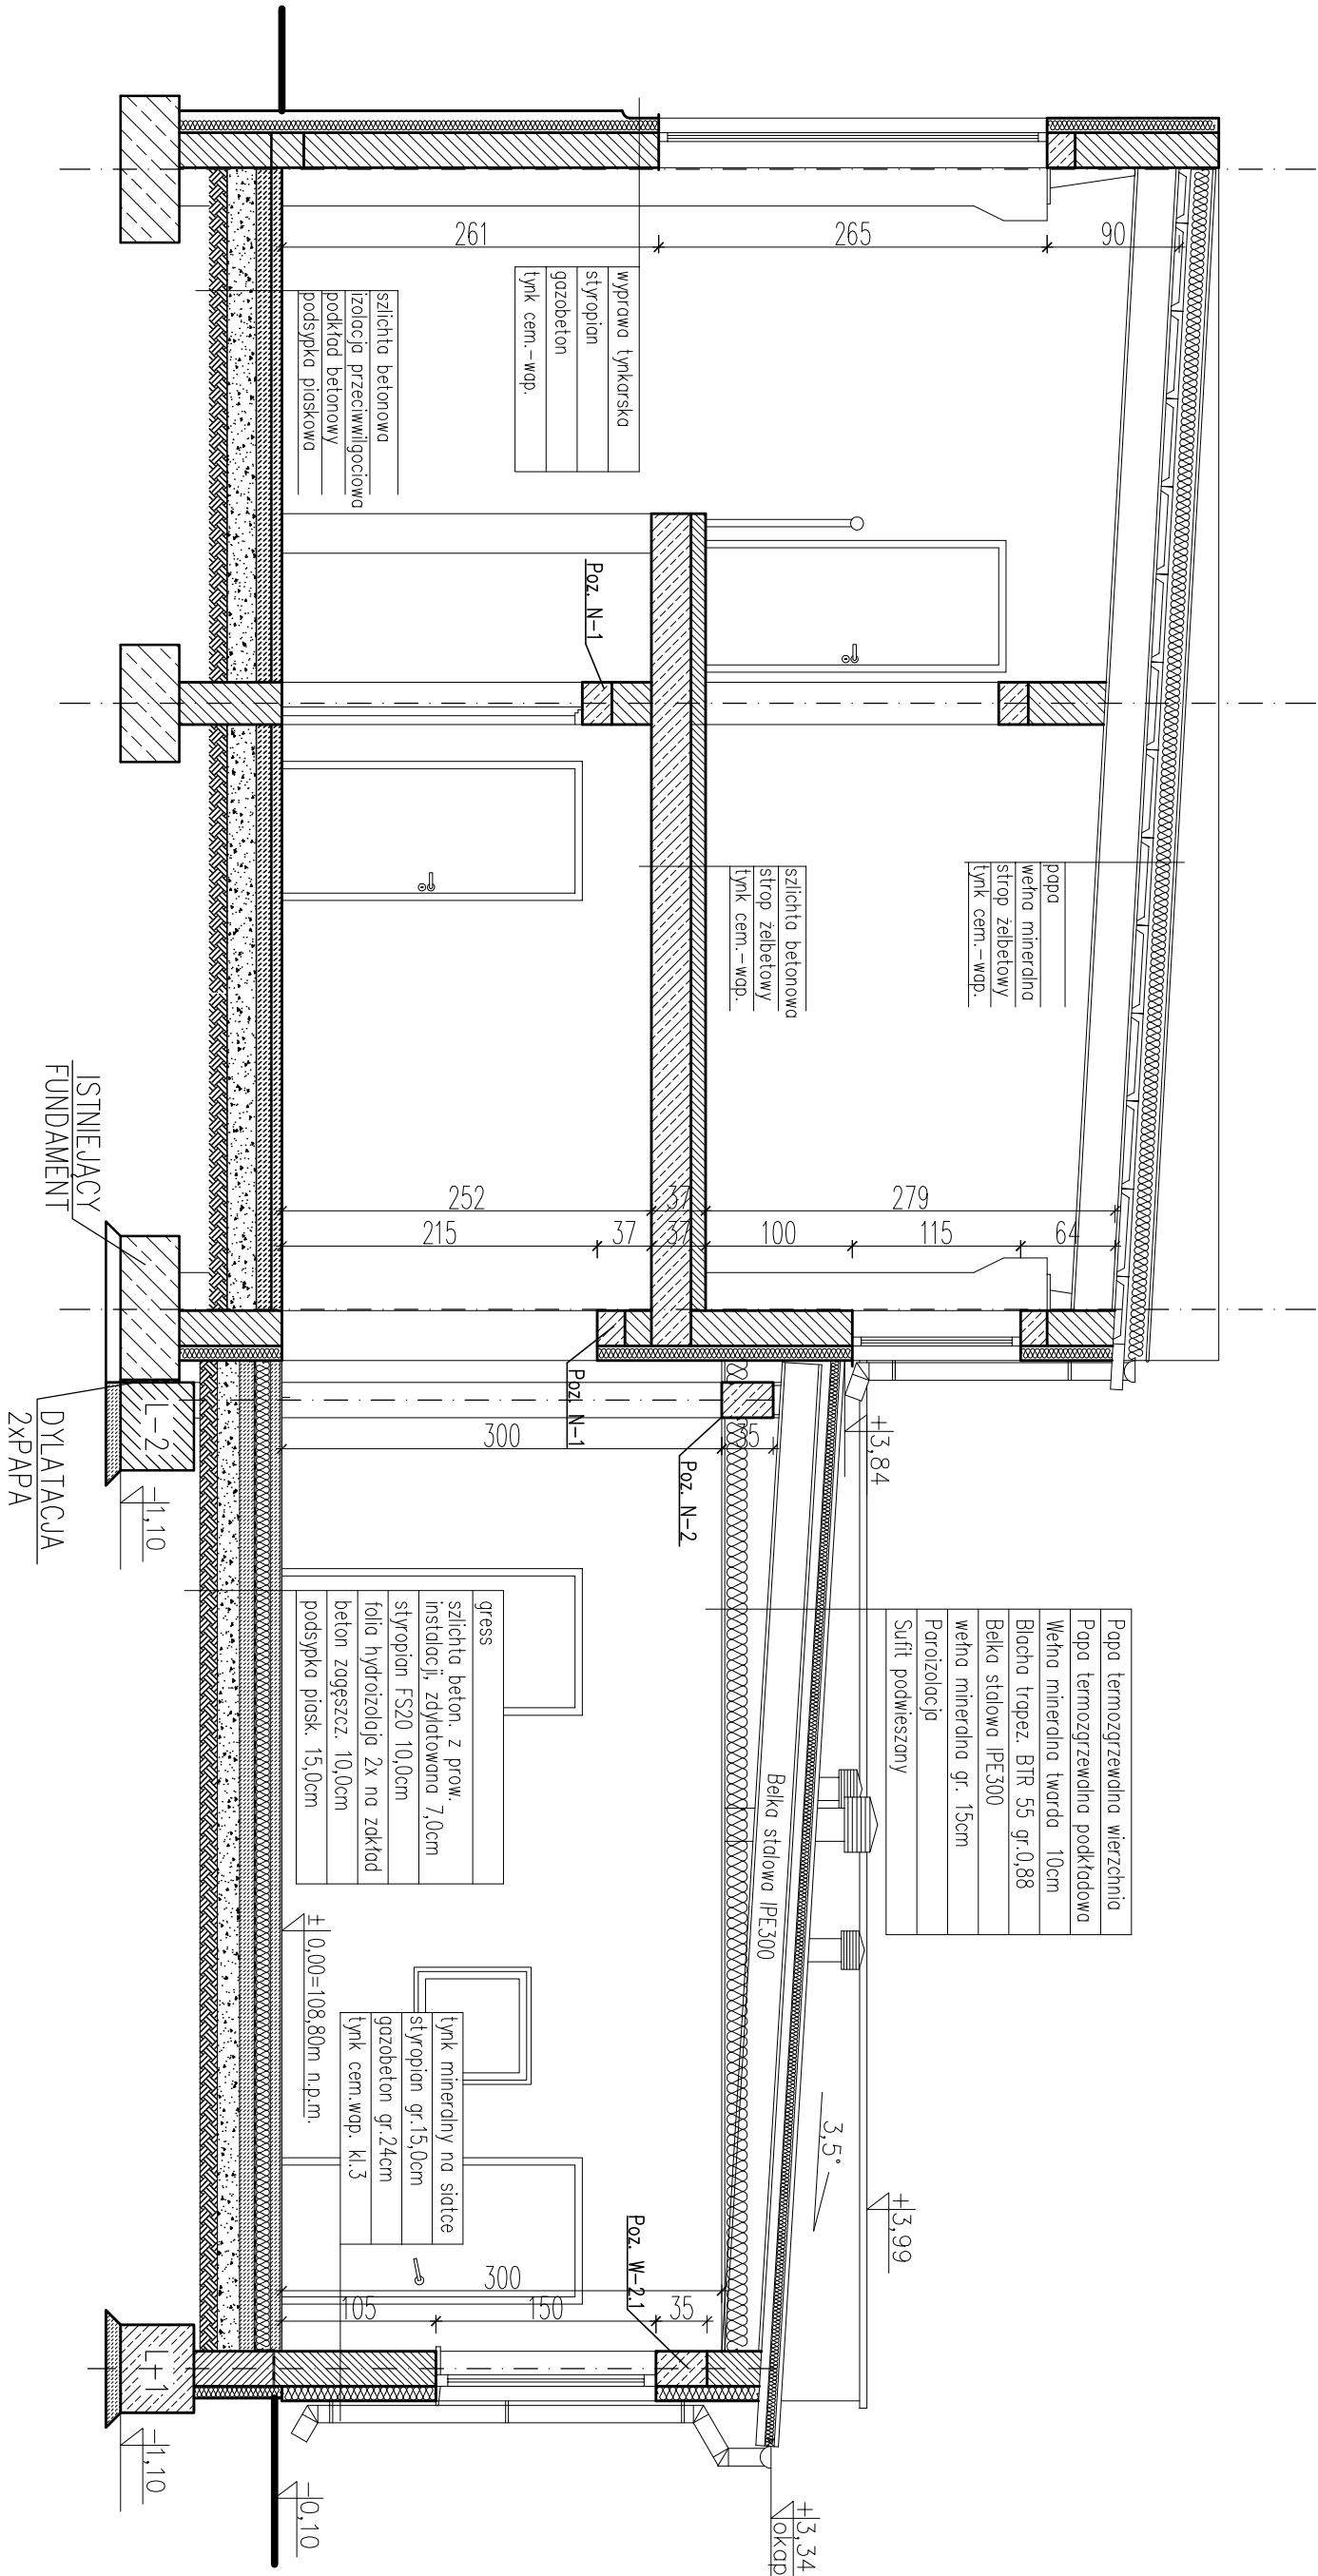 261
265
90
wyprawa tynkarska
styropian
gazobeton
tynk cem.-wap.
szlichta betonowa
izolacja przeciwwilgociowa
podkład betonowy
podsypka piaskowa
Poz. N-1
papa
wełna mineralna
strop żelbetowy
tynk cem.-wap.
szlichta betonowa
strop żelbetowy
tynk cem.-wap.
252
37
279
215
37
37
100
115
64
ISTNIEJĄCY
FUNDAMENT
DYLATACJA
2xPAPA
L-2
-1,10
Poz. N-1
300
35
Poz. N-2
+3,84
Papa termozgrzewalna wierzchnia
Papa termozgrzewalna podkładowa
Wełna mineralna twarda 10cm
Blacha trapez. BTR 55 gr.0,88
Belka stalowa IPE300
wełna mineralna gr. 15cm
Paroizolacja
Sufit podwieszany
gress
szlichta beton. z prow.
instalacji, zdylatowana 7,0cm
styropian FS20 10,0cm
folia hydroizolaja 2x na zakład
beton zagęszcz. 10,0cm
podsypka piask. 15,0cm
Belka stalowa IPE300
± 0,00=108,80m n.p.m.
tynk mineralny na siatce
styropian gr.15,0cm
gazobeton gr.24cm
tynk cem.wap. kl.3
3,5°
+3,99
Poz. W-2.1
300
105
150
35
L-1
-1,10
-0,10
+3,34
okap